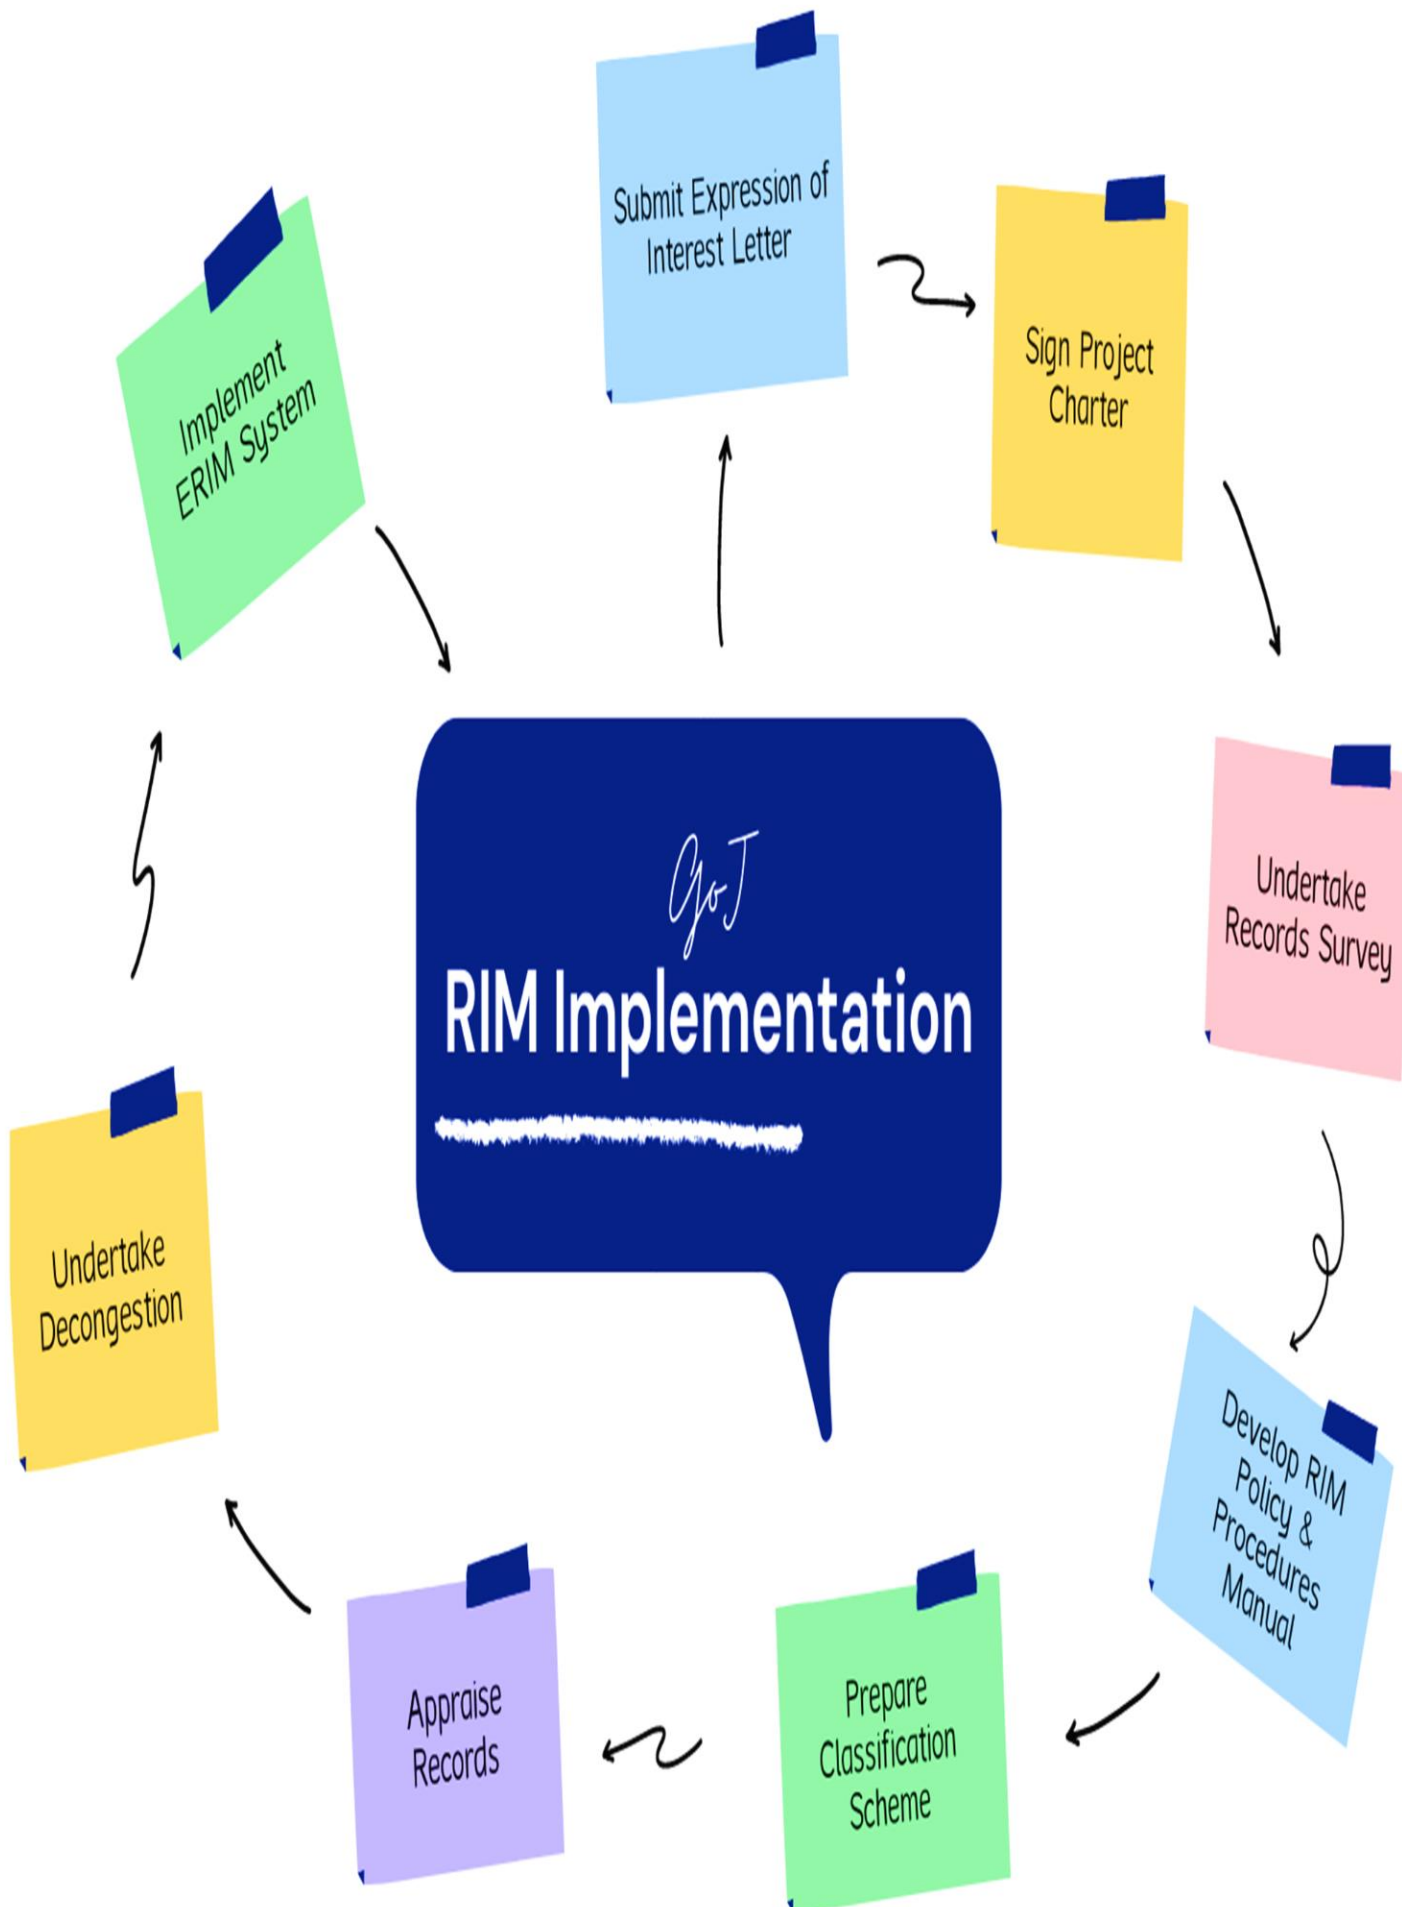 Submit Expression of
Interest Letter
Sign Project
Charter
Undertake
Records Survey
Develop RIM
Policy &
Procedures
Manual
Prepare
Classification
Scheme
Appraise
Records
Undertake
Decongestion
Implement
ERIM System
GoJ
RIM Implementation